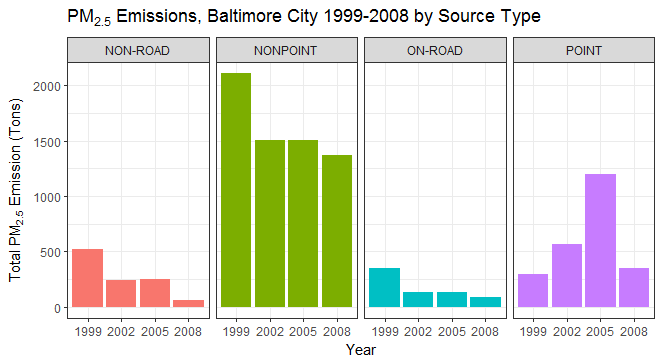 PM2.5 Emissions, Baltimore City 1999-2008 by Source Type
NON-ROAD NONPOINT ON-ROAD POINT
Total PM2.5 Emission (Tons)
2000
1500
1000
500
0
1999 2002 2005 2008 1999 2002 2005 2008 1999 2002 2005 2008 1999 2002 2005 2008
Year